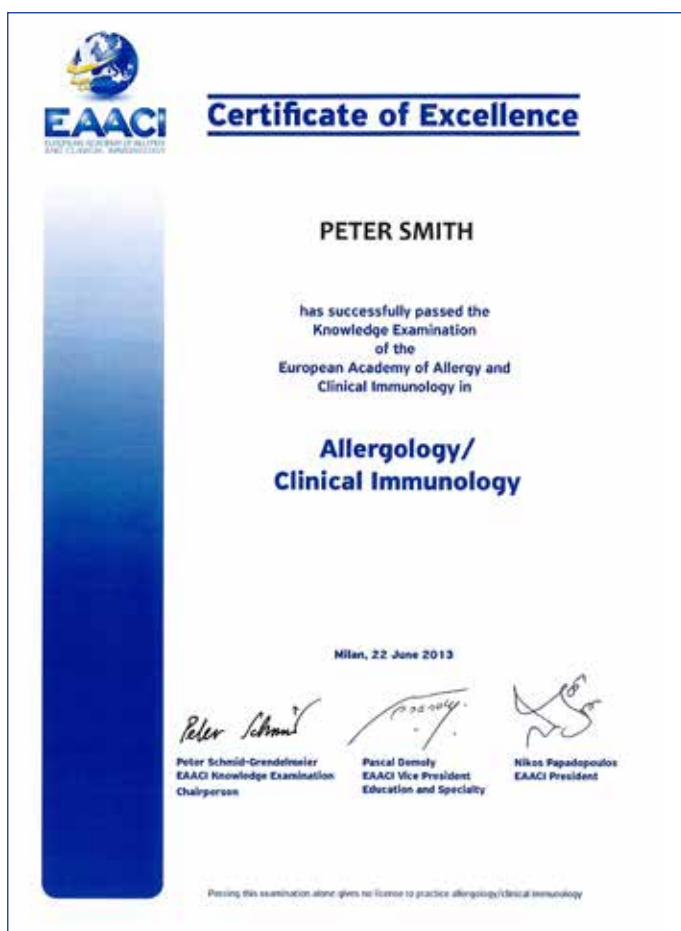 EAACI
EUROPEAN ACADEMY OF ALLERGY
AND CLINICAL IMMUNOLOGY
Certificate of Excellence
PETER SMITH
has successfully passed the
Knowledge Examination
of the
European Academy of Allergy and
Clinical Immunology in
Allergology/
Clinical Immunology
Milan, 22 June 2013
Peter Schmid
Peter Schmid-Grendelmeier
EAACI Knowledge Examination
Chairperson
Pascal Demoly
EAACI Vice President
Education and Specialty
Nikos Papadopoulos
EAACI President
Passing this examination alone gives no license to practice allergology/clinical immunology